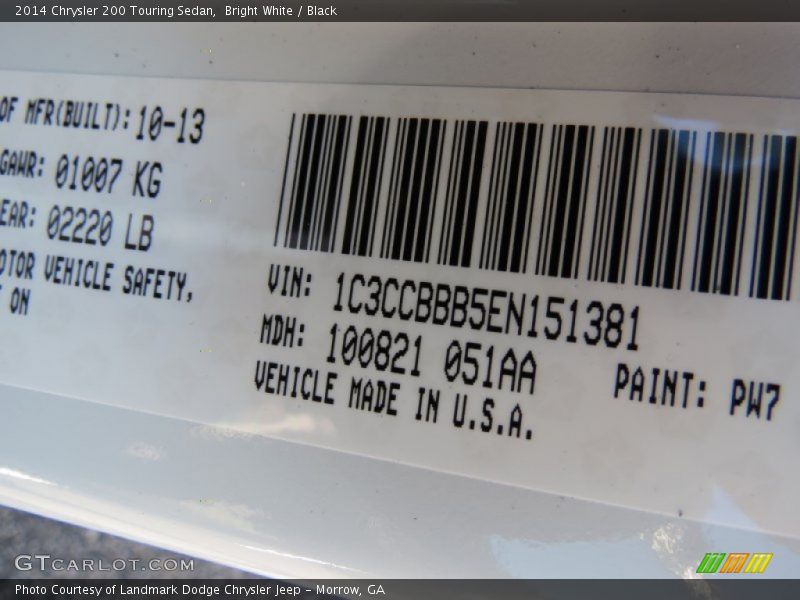 2014 Chrysler 200 Touring Sedan,  Bright White / Black
OF MFR(BUILT): 10-13
GAWR: 01007 KG
EAR: 02220 LB
OTOR VEHICLE SAFETY,
ON
VIN: 1C3CCBBB5EN151381
MDH: 100821 051AA
PAINT: PW7
VEHICLE MADE IN U.S.A.
GTCARLOT.COM
Photo Courtesy of Landmark Dodge Chrysler Jeep – Morrow, GA